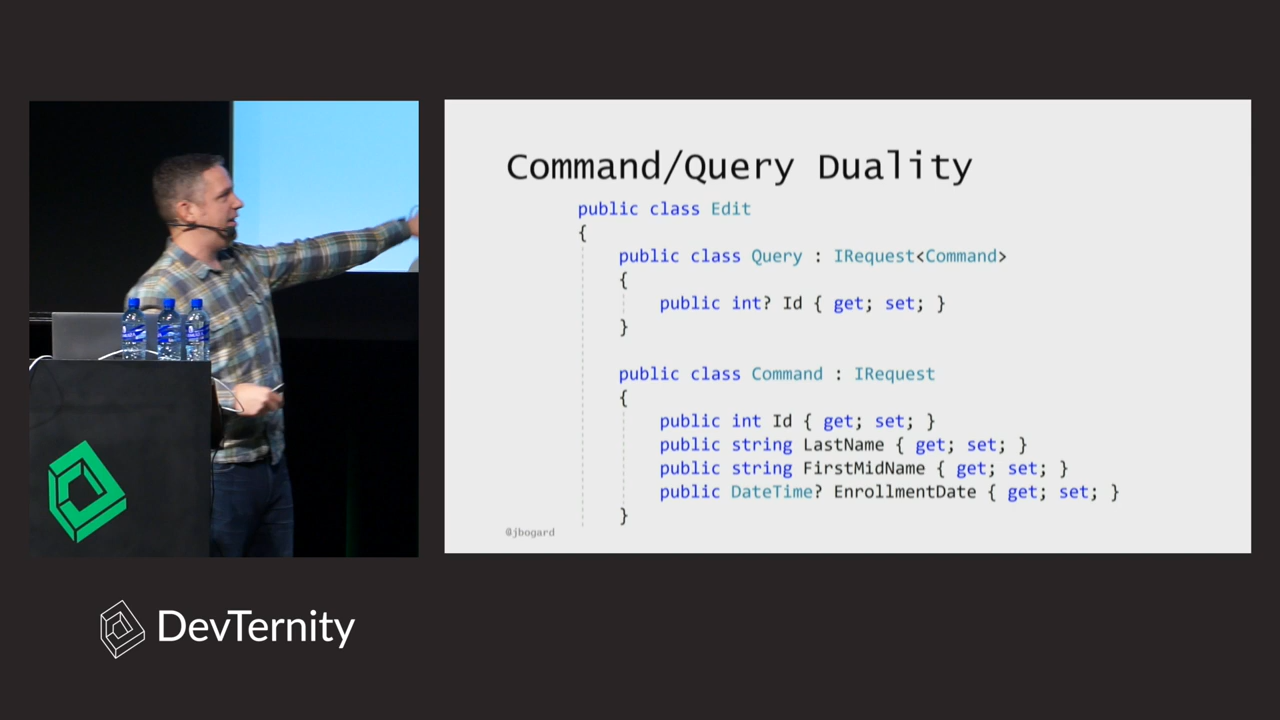 Command/Query Duality
public class Edit
{
public class Query : IRequest<Command>
{
public int? Id { get; set; }
}
public class Command : IRequest
{
public int Id { get; set; }
public string LastName { get; set; }
public string FirstMidName { get; set; }
public DateTime? EnrollmentDate { get; set; }
}
@jbogard
DevTernity